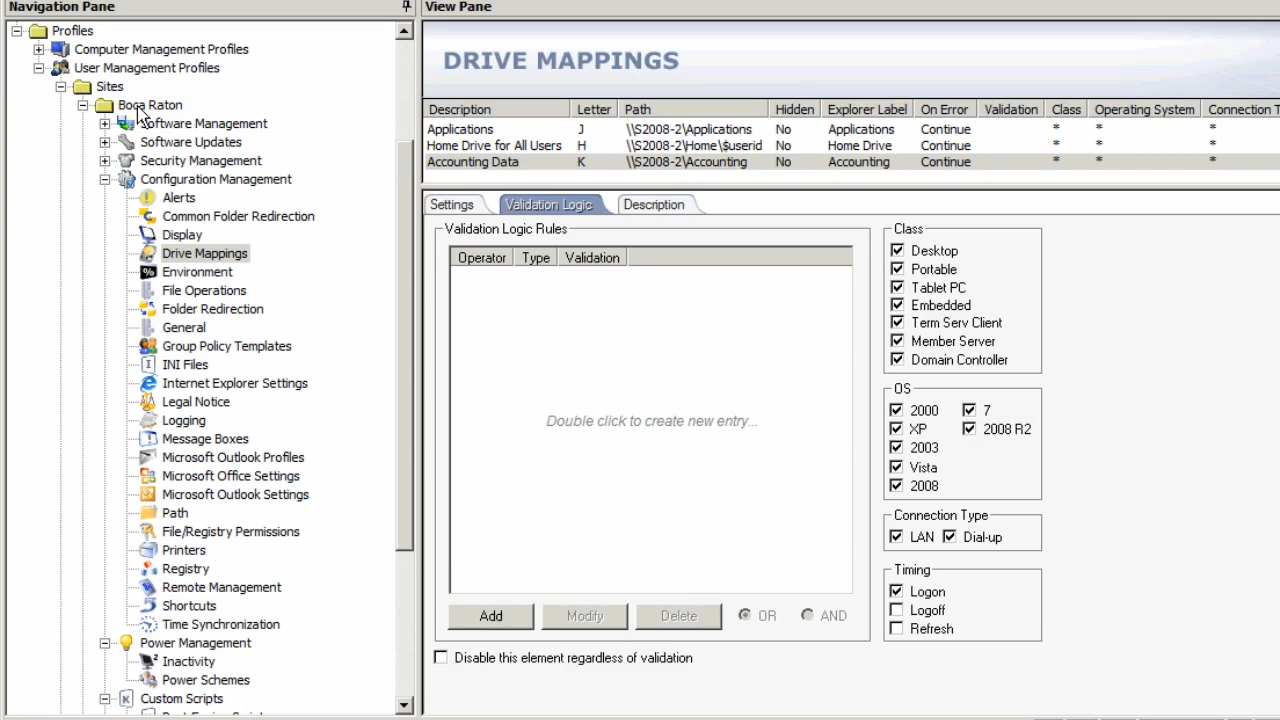 Navigation Pane
Profiles
Computer Management Profiles
User Management Profiles
Sites
Boca Raton
Software Management
Software Updates
Security Management
Configuration Management
Alerts
Common Folder Redirection
Display
Drive Mappings
Environment
File Operations
Folder Redirection
General
Group Policy Templates
INI Files
Internet Explorer Settings
Legal Notice
Logging
Message Boxes
Microsoft Outlook Profiles
Microsoft Office Settings
Microsoft Outlook Settings
Path
File/Registry Permissions
Printers
Registry
Remote Management
Shortcuts
Time Synchronization
Power Management
Inactivity
Power Schemes
Custom Scripts
View Pane
DRIVE MAPPINGS
Description Letter Path Hidden Explorer Label On Error Validation Class Operating System Connection T
Applications J \\S2008-2\Applications No Applications Continue * * *
Home Drive for All Users H \\S2008-2\Home\$userid No Home Drive Continue * * *
Accounting Data K \\S2008-2\Accounting No Accounting Continue * * *
Settings Validation Logic Description
Validation Logic Rules
Operator Type Validation
Double click to create new entry...
Add Modify Delete OR AND
Disable this element regardless of validation
Class
Desktop
Portable
Tablet PC
Embedded
Term Serv Client
Member Server
Domain Controller
OS
2000 7
XP 2008 R2
2003
Vista
2008
Connection Type
LAN Dial-up
Timing
Logon
Logoff
Refresh